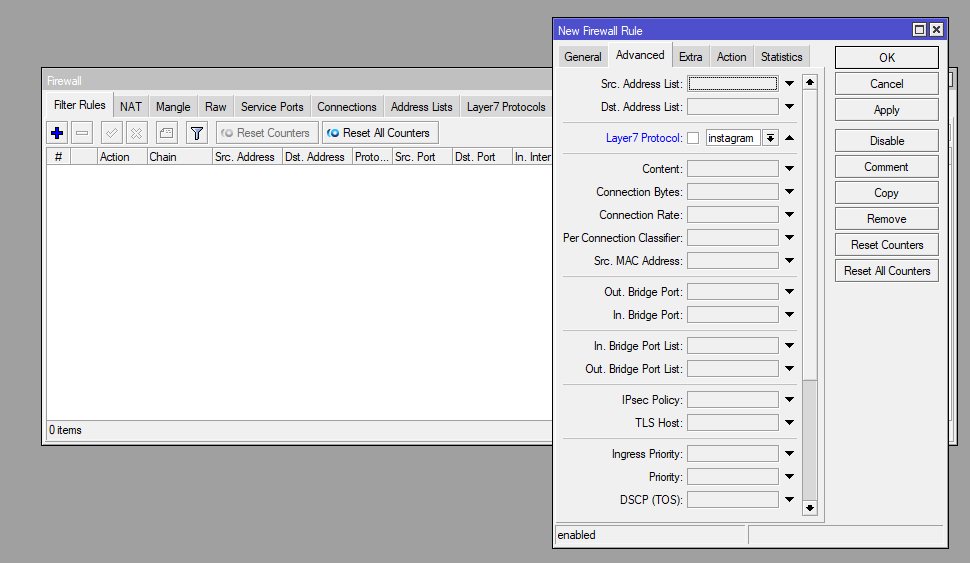 Firewall
Filter Rules NAT Mangle Raw Service Ports Connections Address Lists Layer7 Protocols
Reset Counters Reset All Counters
# Action Chain Src. Address Dst. Address Proto... Src. Port Dst. Port In. Inter
0 items
New Firewall Rule
General Advanced Extra Action Statistics
Src. Address List:
Dst. Address List:
Layer7 Protocol: instagram
Content:
Connection Bytes:
Connection Rate:
Per Connection Classifier:
Src. MAC Address:
Out. Bridge Port:
In. Bridge Port:
In. Bridge Port List:
Out. Bridge Port List:
IPsec Policy:
TLS Host:
Ingress Priority:
Priority:
DSCP (TOS):
enabled
OK
Cancel
Apply
Disable
Comment
Copy
Remove
Reset Counters
Reset All Counters